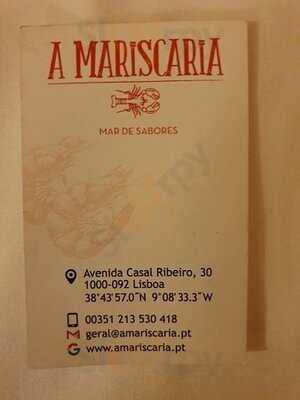 A MARiSCARiA
MAR DE SABORES
Avenida Casal Ribeiro, 30
1000-092 Lisboa
38°43'57.0"N 9°08'33.3"W
00351 213 530 418
geral@amariscaria.pt
www.amariscaria.pt